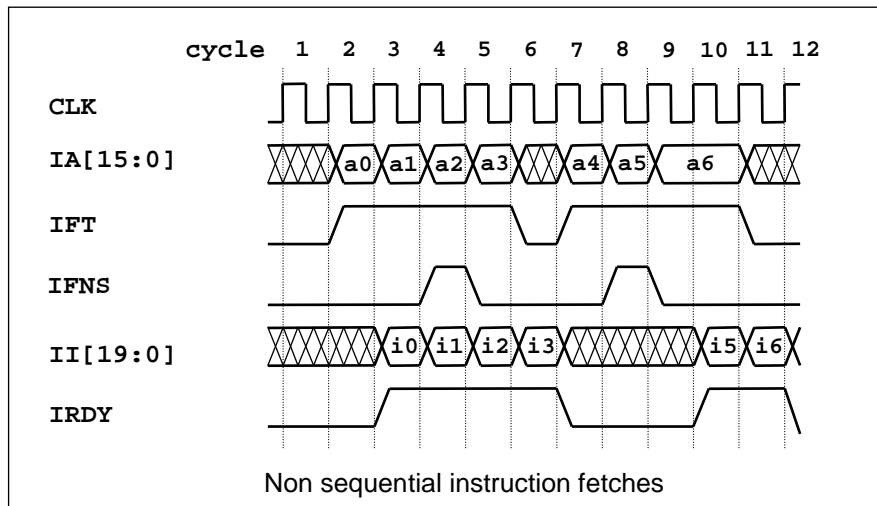 cycle 1 2 3 4 5 6 7 8 9 10 11 12
CLK
IA[15:0] a0 a1 a2 a3 a4 a5 a6
IFT
IFNS
II[19:0] i0 i1 i2 i3 i5 i6
IRDY
Non sequential instruction fetches